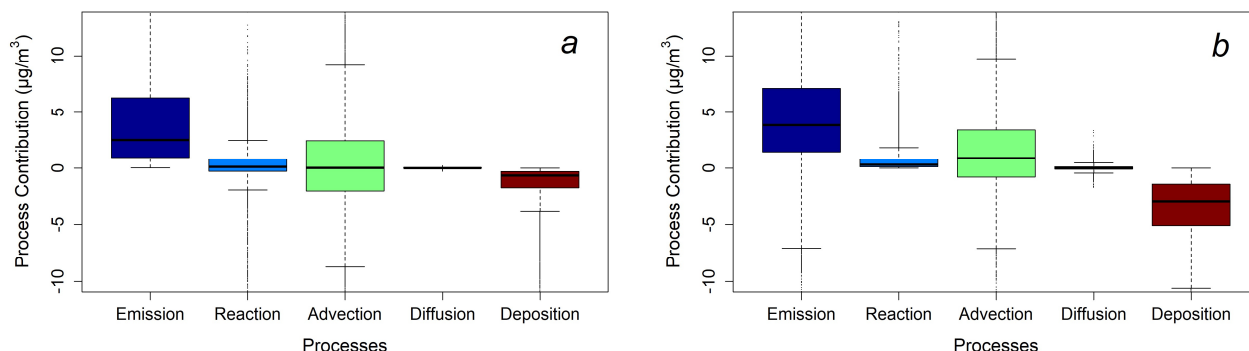 a
Process Contribution (µg/m³)
10
5
0
-5
-10
Emission Reaction Advection Diffusion Deposition
Processes
b
Process Contribution (µg/m³)
10
5
0
-5
-10
Emission Reaction Advection Diffusion Deposition
Processes